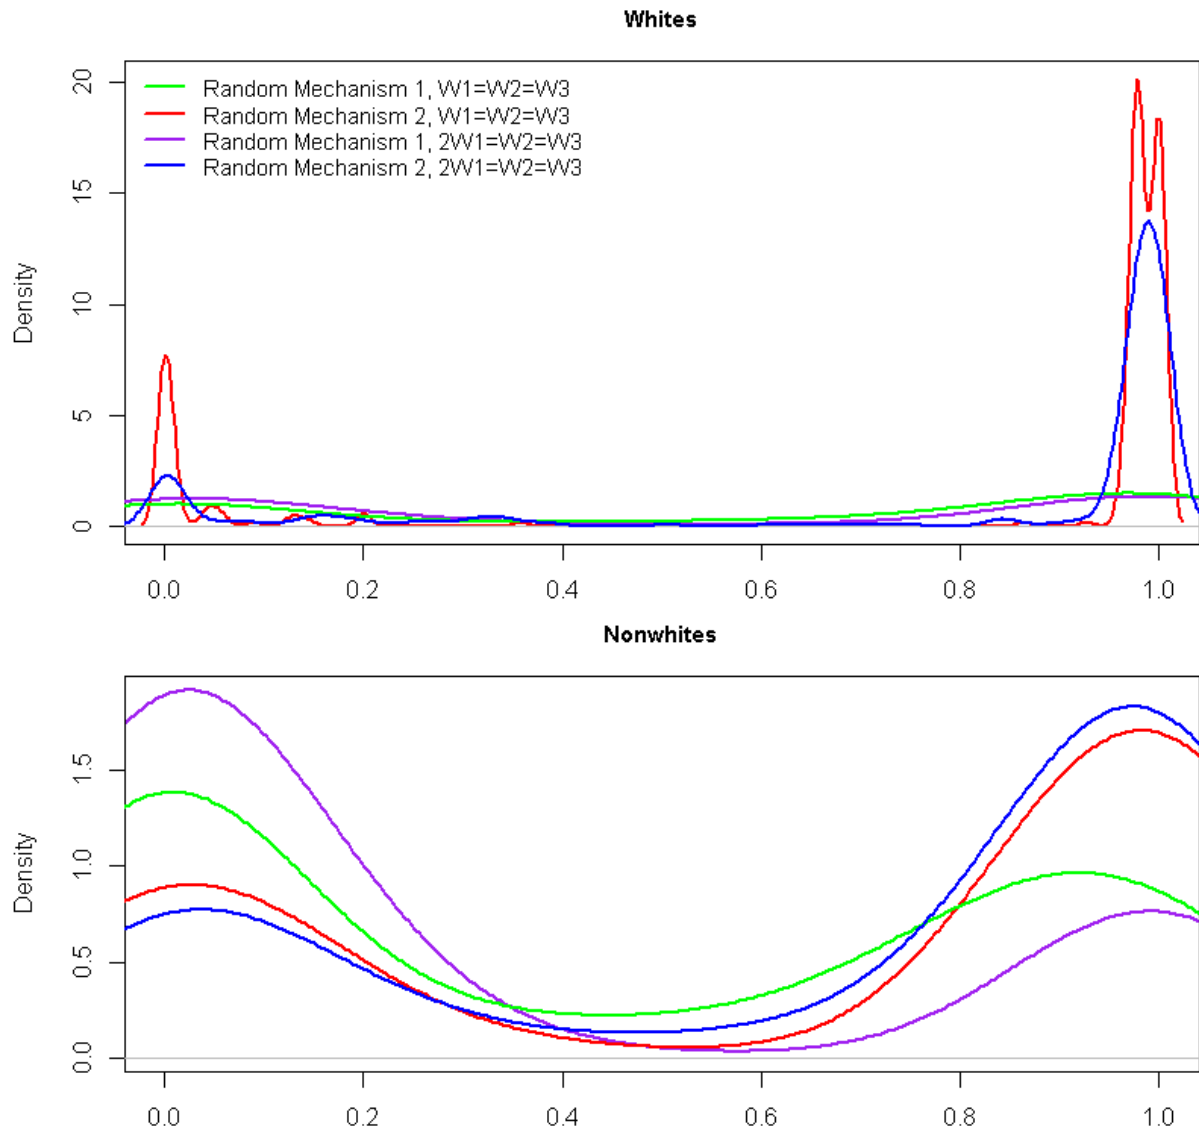 Whites
Random Mechanism 1, W1=W2=W3
Random Mechanism 2, W1=W2=W3
Random Mechanism 1, 2W1=W2=W3
Random Mechanism 2, 2W1=W2=W3
Density
20
15
10
5
0
0.0 0.2 0.4 0.6 0.8 1.0
Nonwhites
Density
1.5
1.0
0.5
0.0
0.0 0.2 0.4 0.6 0.8 1.0